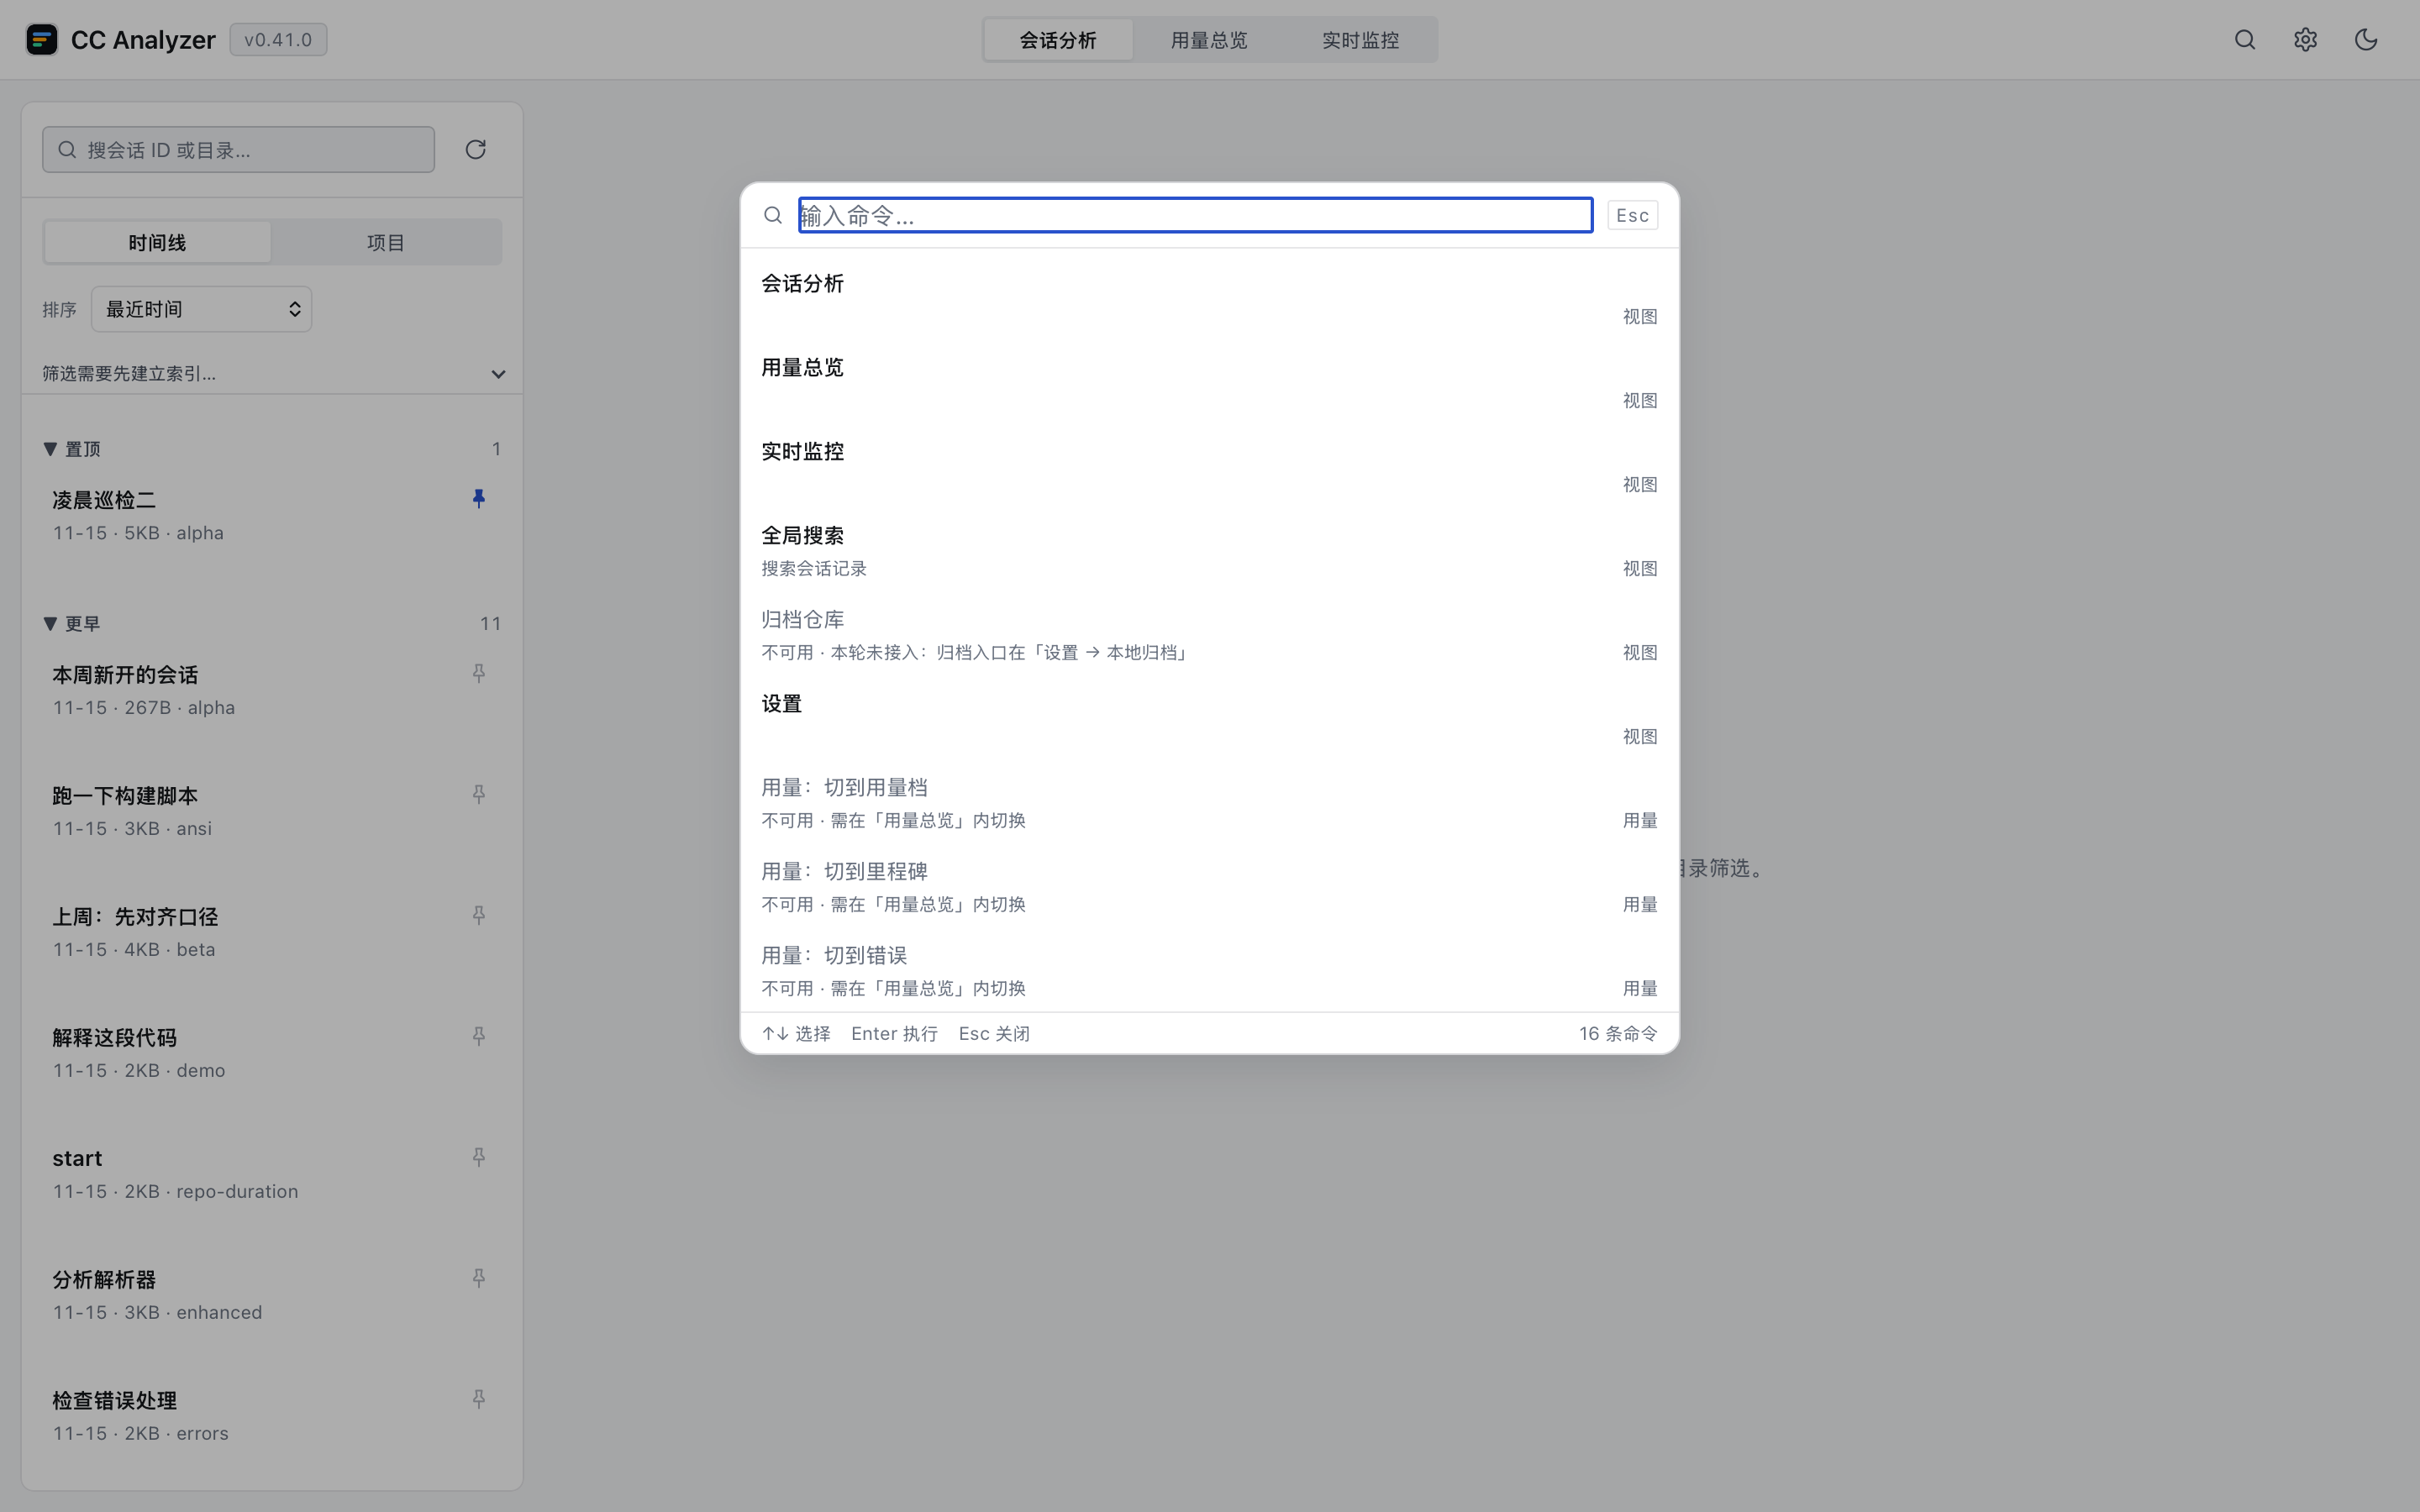 CC Analyzer v0.41.0
会话分析 用量总览 实时监控
搜会话 ID 或目录...
时间线 项目
排序 最近时间
筛选需要先建立索引...
置顶 1
凌晨巡检二
11-15 · 5KB · alpha
更早 11
本周新开的会话
11-15 · 267B · alpha
跑一下构建脚本
11-15 · 3KB · ansi
上周：先对齐口径
11-15 · 4KB · beta
解释这段代码
11-15 · 2KB · demo
start
11-15 · 2KB · repo-duration
分析解析器
11-15 · 3KB · enhanced
检查错误处理
11-15 · 2KB · errors
输入命令... Esc
会话分析
视图
用量总览
视图
实时监控
视图
全局搜索
搜索会话记录 视图
归档仓库
不可用 · 本轮未接入：归档入口在「设置 → 本地归档」 视图
设置
视图
用量：切到用量档
不可用 · 需在「用量总览」内切换 用量
用量：切到里程碑
不可用 · 需在「用量总览」内切换 用量
用量：切到错误
不可用 · 需在「用量总览」内切换 用量
↑↓ 选择 Enter 执行 Esc 关闭 16 条命令
录筛选。